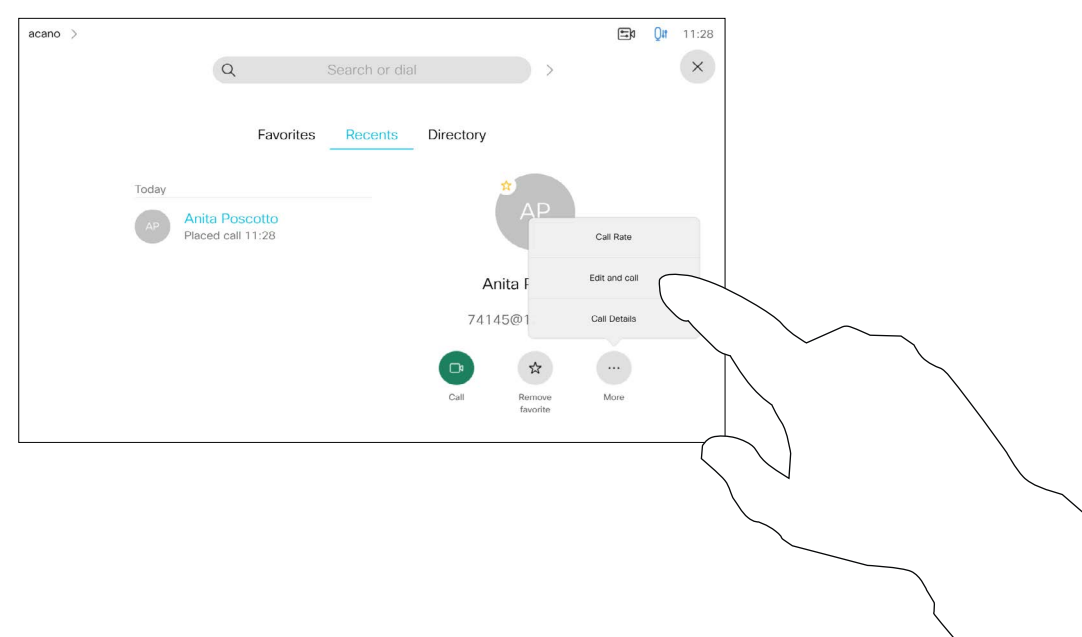 acano
11:28
Search or dial
Favorites Recents Directory
Today
AP
Anita Poscotto
Placed call 11:28
AP
Anita
74145@1
Call Rate
Edit and call
Call Details
Call
Remove
favorite
More